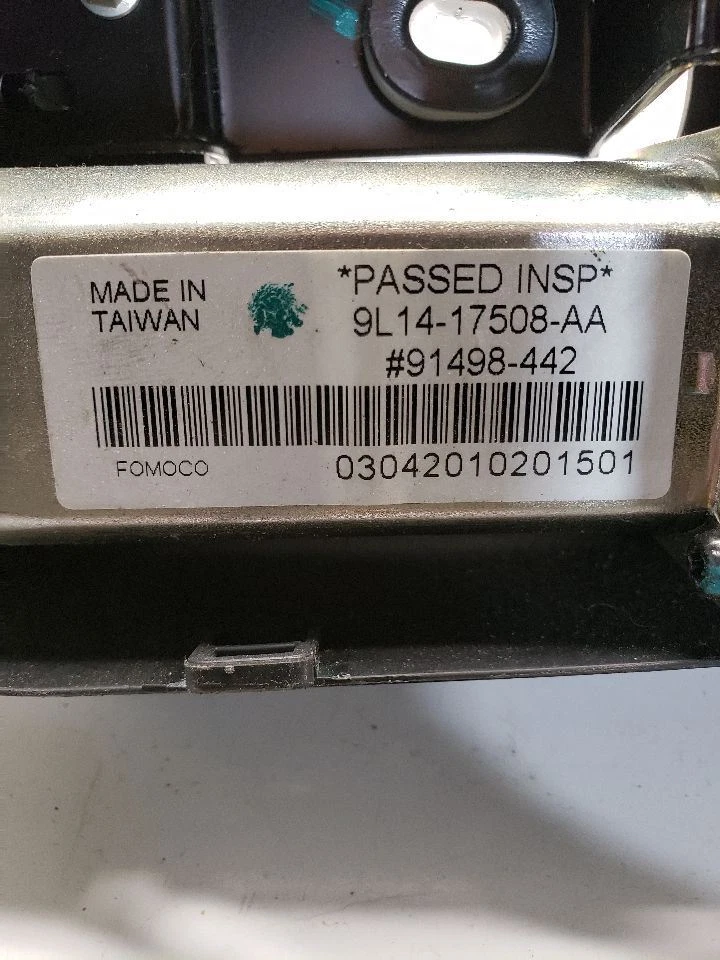 MADE IN
TAIWAN
*PASSED INSP*
9L14-17508-AA
#91498-442
FOMOCO
03042010201501